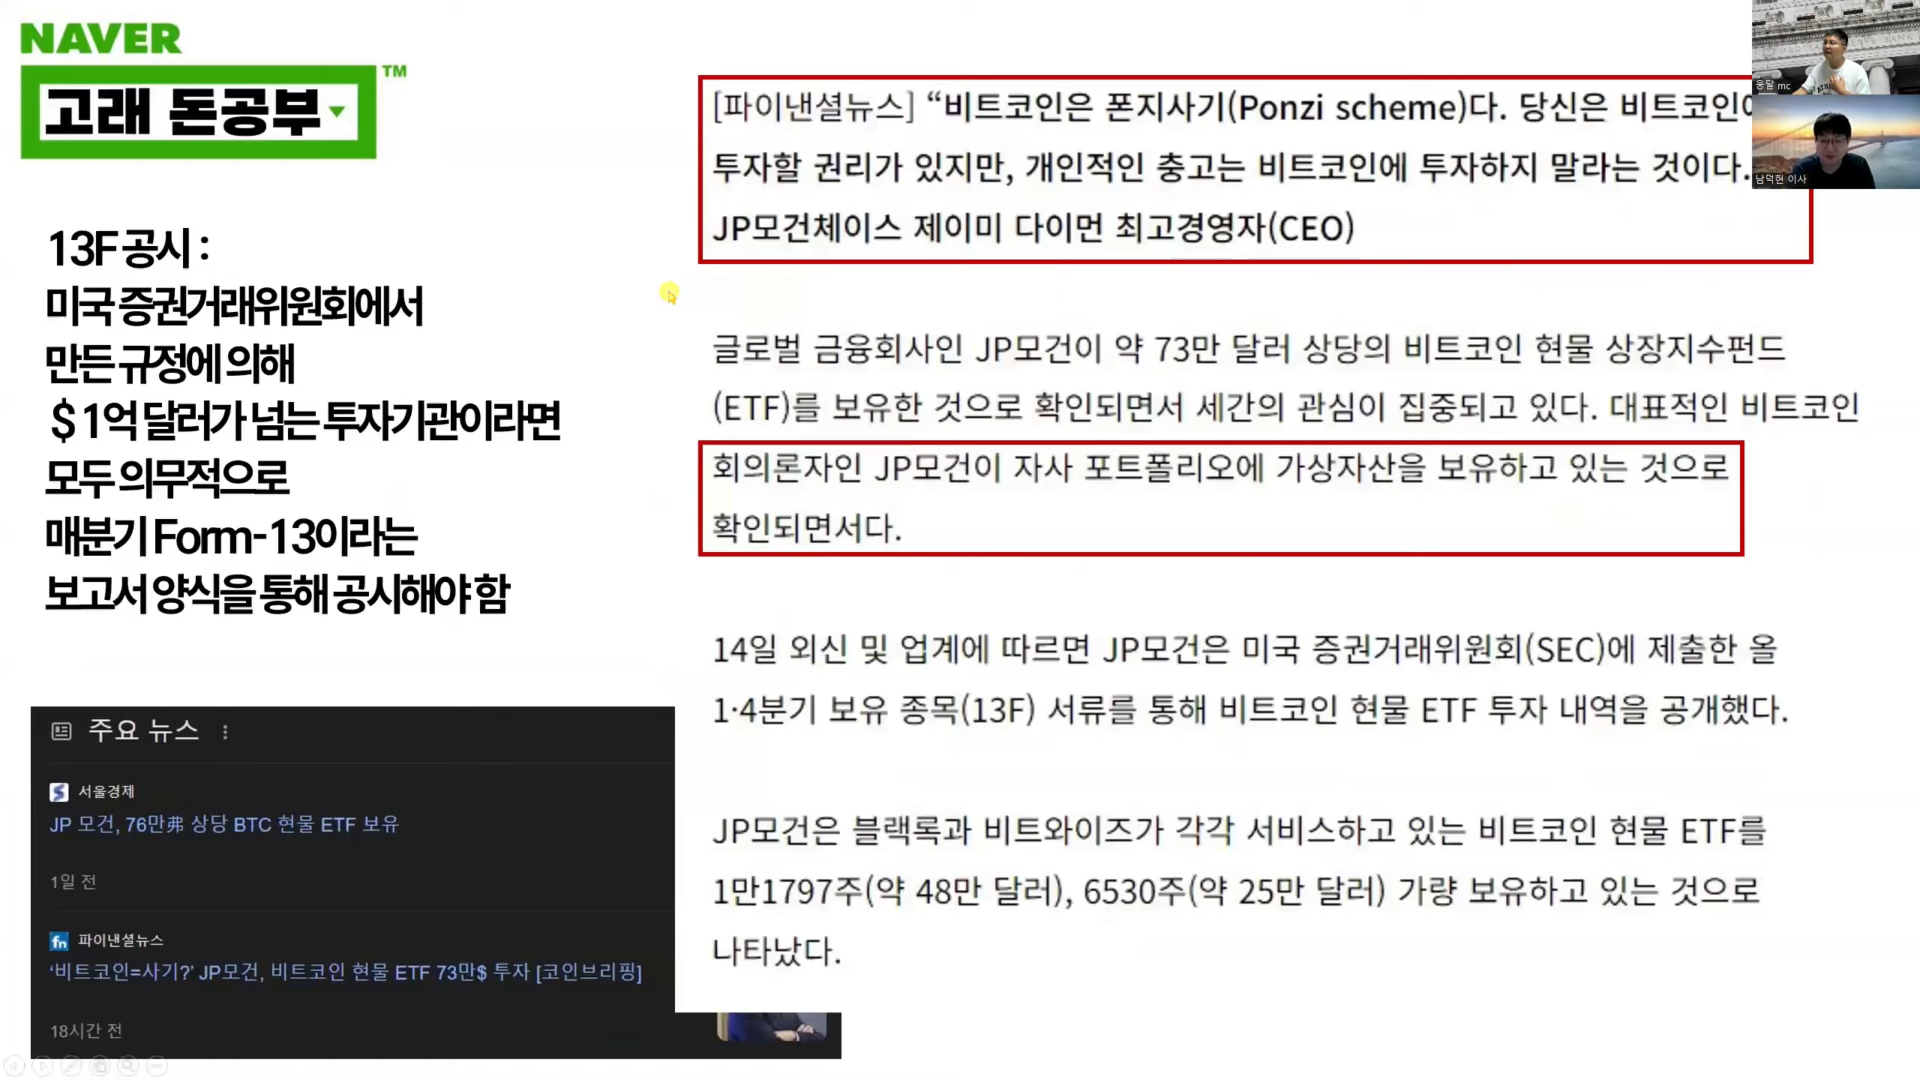 NAVER
고래 돈공부
TM
13F 공시 :
미국 증권거래위원회에서
만든 규정에 의해
$ 1억 달러가 넘는 투자기관이라면
모두 의무적으로
매분기 Form-13이라는
보고서 양식을 통해 공시해야 함
[파이낸셜뉴스] “비트코인은 폰지사기(Ponzi scheme)다. 당신은 비트코인에
투자할 권리가 있지만, 개인적인 충고는 비트코인에 투자하지 말라는 것이다.
JP모건체이스 제이미 다이먼 최고경영자(CEO)
글로벌 금융회사인 JP모건이 약 73만 달러 상당의 비트코인 현물 상장지수펀드
(ETF)를 보유한 것으로 확인되면서 세간의 관심이 집중되고 있다. 대표적인 비트코인
회의론자인 JP모건이 자사 포트폴리오에 가상자산을 보유하고 있는 것으로
확인되면서다.
14일 외신 및 업계에 따르면 JP모건은 미국 증권거래위원회(SEC)에 제출한 올
1·4분기 보유 종목(13F) 서류를 통해 비트코인 현물 ETF 투자 내역을 공개했다.
JP모건은 블랙록과 비트와이즈가 각각 서비스하고 있는 비트코인 현물 ETF를
1만1797주(약 48만 달러), 6530주(약 25만 달러) 가량 보유하고 있는 것으로
나타났다.
주요 뉴스
서울경제
JP 모건, 76만弗 상당 BTC 현물 ETF 보유
1일 전
fn 파이낸셜뉴스
‘비트코인=사기?’ JP모건, 비트코인 현물 ETF 73만$ 투자 [코인브리핑]
18시간 전
mc
남덕현 이사